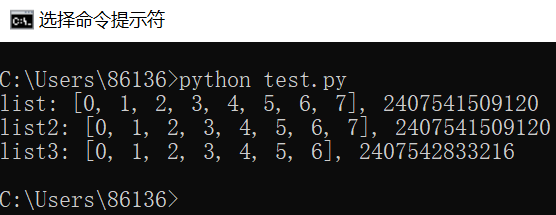 选择命令提示符
C:\Users\86136>python test.py
list: [0, 1, 2, 3, 4, 5, 6, 7], 2407541509120
list2: [0, 1, 2, 3, 4, 5, 6, 7], 2407541509120
list3: [0, 1, 2, 3, 4, 5, 6], 2407542833216
C:\Users\86136>